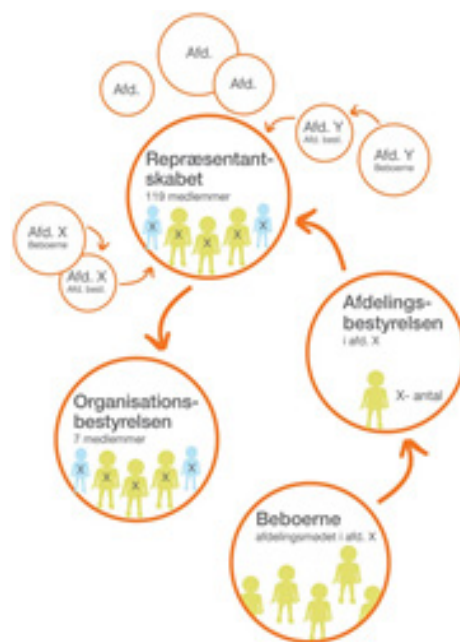 Afd.
Afd.
Afd.
Afd. Y
Afd. best.
Afd. Y
Beboerne
Repræsentant-
skabet
119 medlemmer
X X X X X
Afd. X
Beboerne
Afd. X
Afd. best.
Afdelings-
bestyrelsen
i afd. X
X- antal
Organisations-
bestyrelsen
7 medlemmer
X X X X X
Beboerne
afdelingsmødet i afd. X